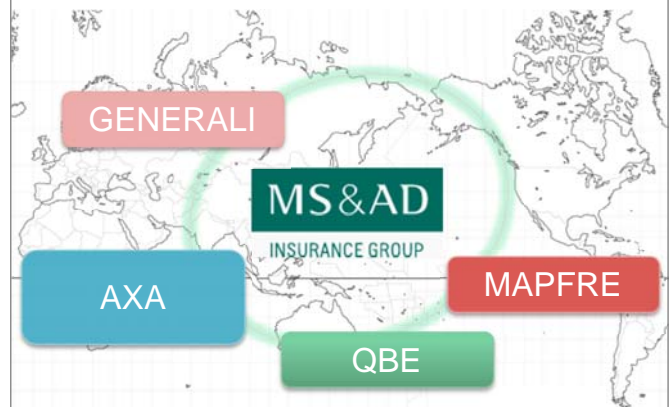 GENERALI
MS&AD
INSURANCE GROUP
AXA
MAPFRE
QBE